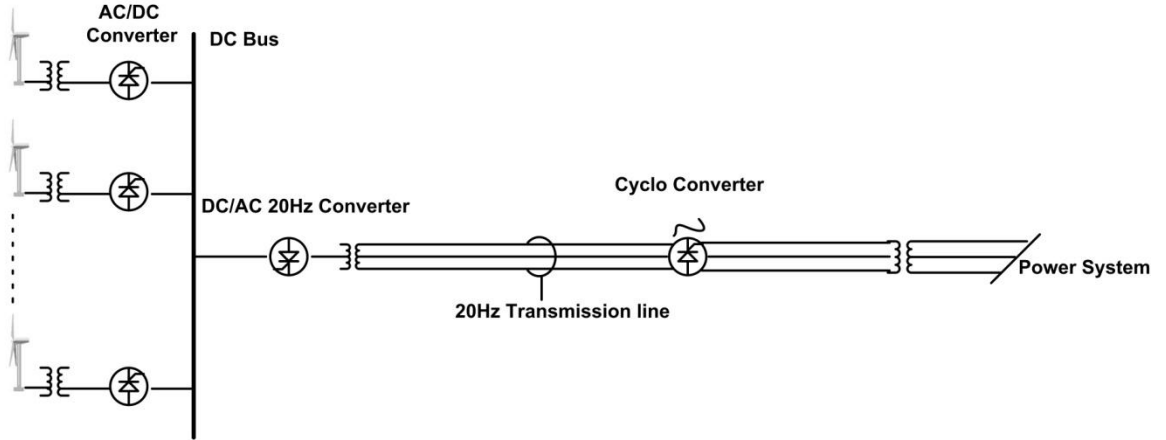 AC/DC
Converter
DC Bus
DC/AC 20Hz Converter
Cyclo Converter
20Hz Transmission line
Power System